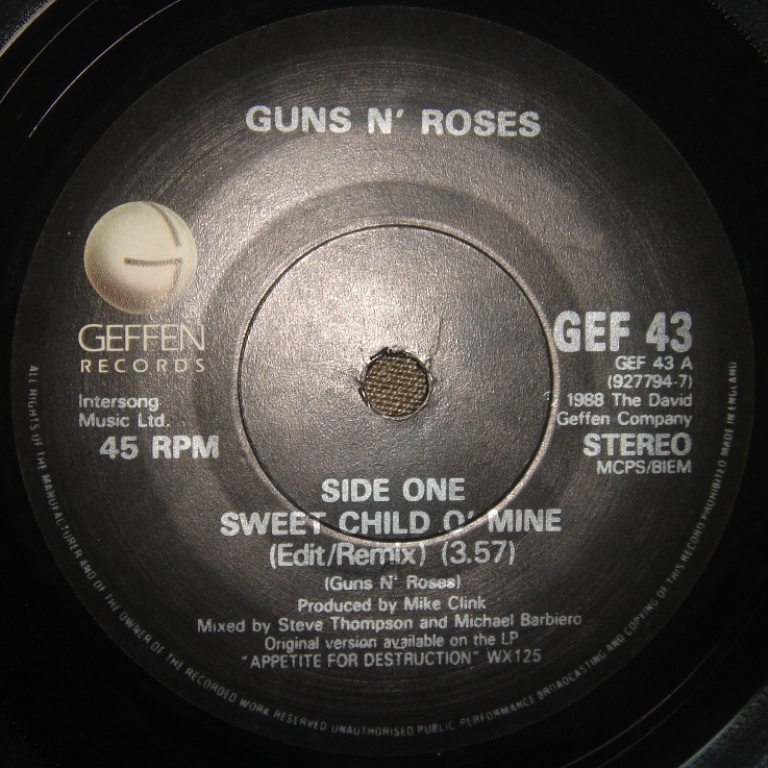 GUNS N' ROSES
GEFFEN
RECORDS
Intersong
Music Ltd.
45 RPM
GEF 43
GEF 43 A
(927794-7)
1988 The David
Geffen Company
STEREO
MCPS/BIEM
SIDE ONE
SWEET CHILD O' MINE
(Edit/Remix) (3.57)
(Guns N' Roses)
Produced by Mike Clink
Mixed by Steve Thompson and Michael Barbiero
Original version available on the LP
"APPETITE FOR DESTRUCTION" WX125
ALL RIGHTS OF THE MANUFACTURER AND OF THE OWNER OF THE RECORDED WORK RESERVED UNAUTHORISED PUBLIC PERFORMANCE BROADCASTING AND COPYING OF THIS RECORD PROHIBITED MADE IN ENGLAND